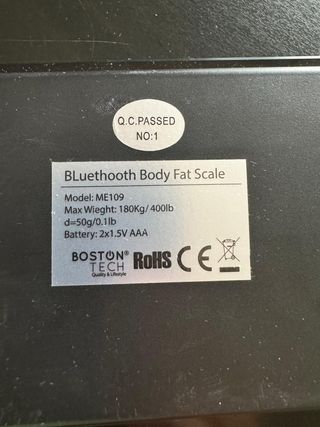 Q.C.PASSED
NO:1
BLuethooth Body Fat Scale
Model: ME109
Max Wieght: 180Kg/ 400lb
d=50g/0.1lb
Battery: 2x1.5V AAA
BOSTON®
TECH
Quality & Lifestyle
RoHS CE